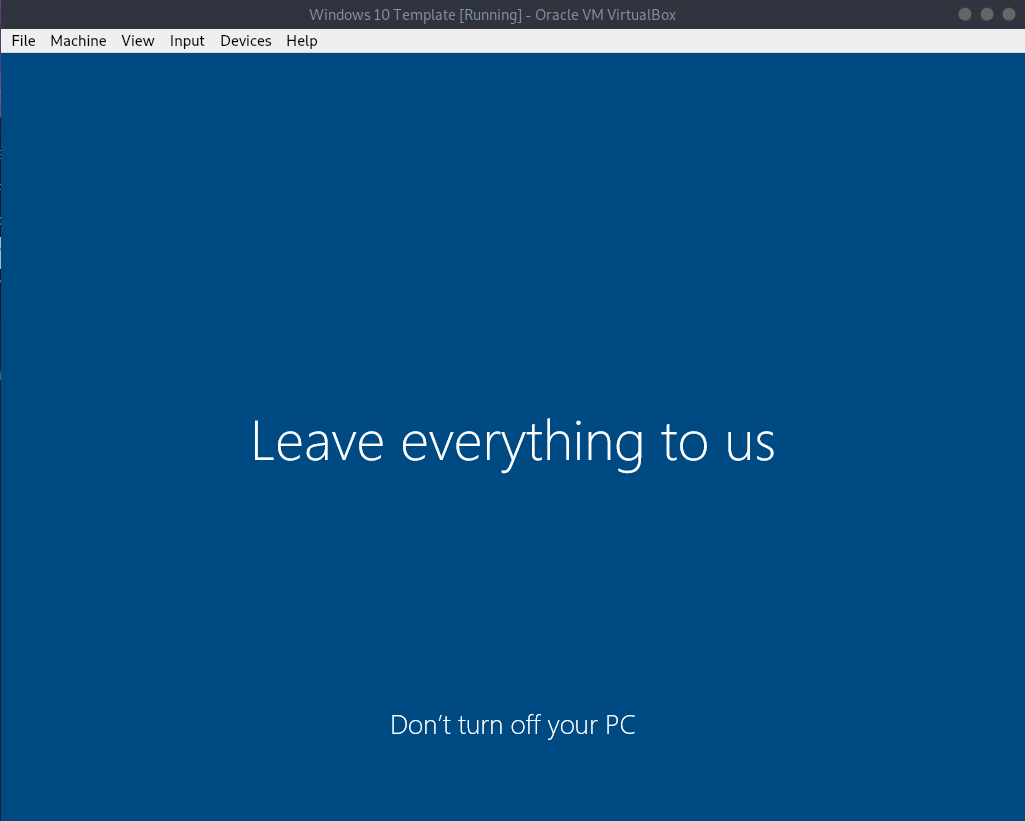 Windows 10 Template [Running] - Oracle VM VirtualBox
File Machine View Input Devices Help
Leave everything to us
Don’t turn off your PC